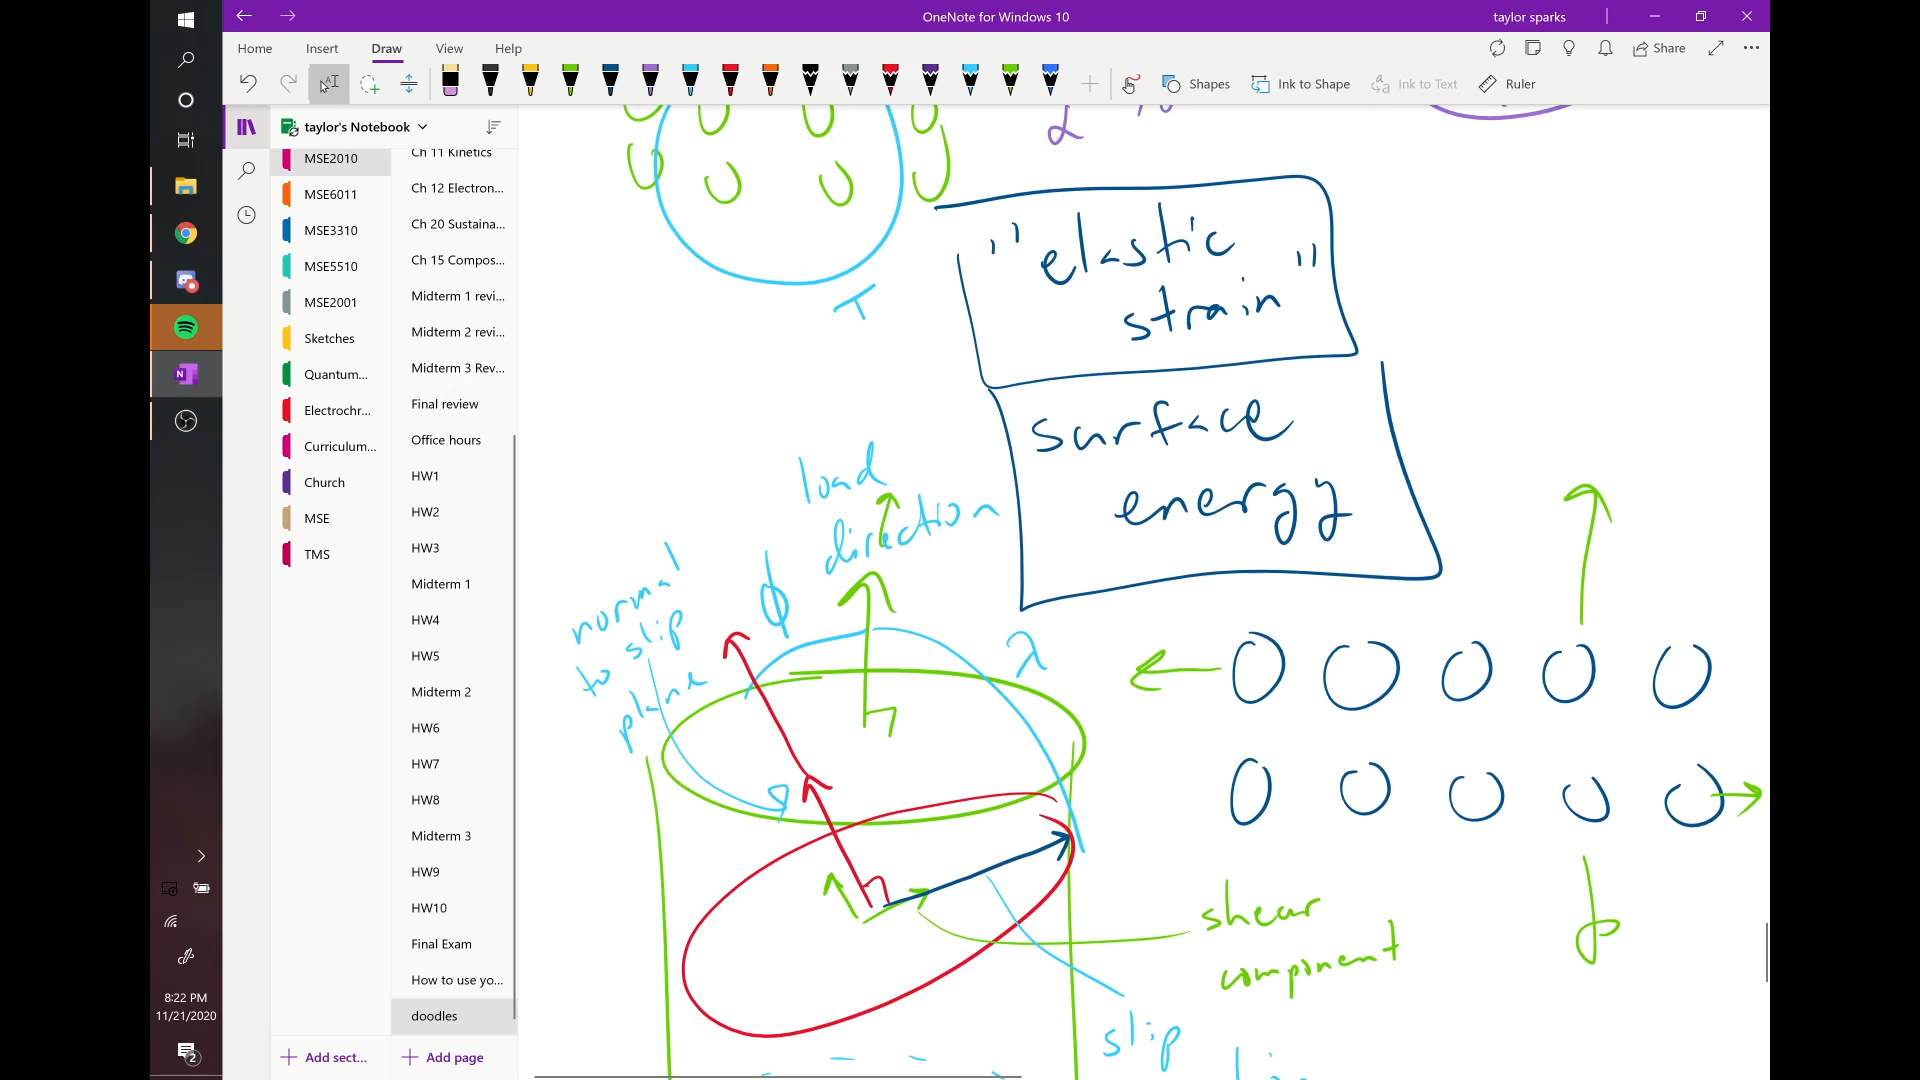 OneNote for Windows 10
taylor sparks
Home
Insert
Draw
View
Help
Share
Shapes
Ink to Shape
Ink to Text
Ruler
taylor's Notebook
MSE2010
MSE6011
MSE3310
MSE5510
MSE2001
Sketches
Quantum...
Electrochr...
Curriculum...
Church
MSE
TMS
Add sect...
Ch 11 Kinetics
Ch 12 Electron...
Ch 20 Sustaina...
Ch 15 Compos...
Midterm 1 revi...
Midterm 2 revi...
Midterm 3 Rev...
Final review
Office hours
HW1
HW2
HW3
Midterm 1
HW4
HW5
Midterm 2
HW6
HW7
HW8
Midterm 3
HW9
HW10
Final Exam
How to use yo...
doodles
Add page
"elastic
strain"
surface
energy
load
direction
normal
to slip
plane
ϕ
λ
shear
component
slip
8:22 PM
11/21/2020
2